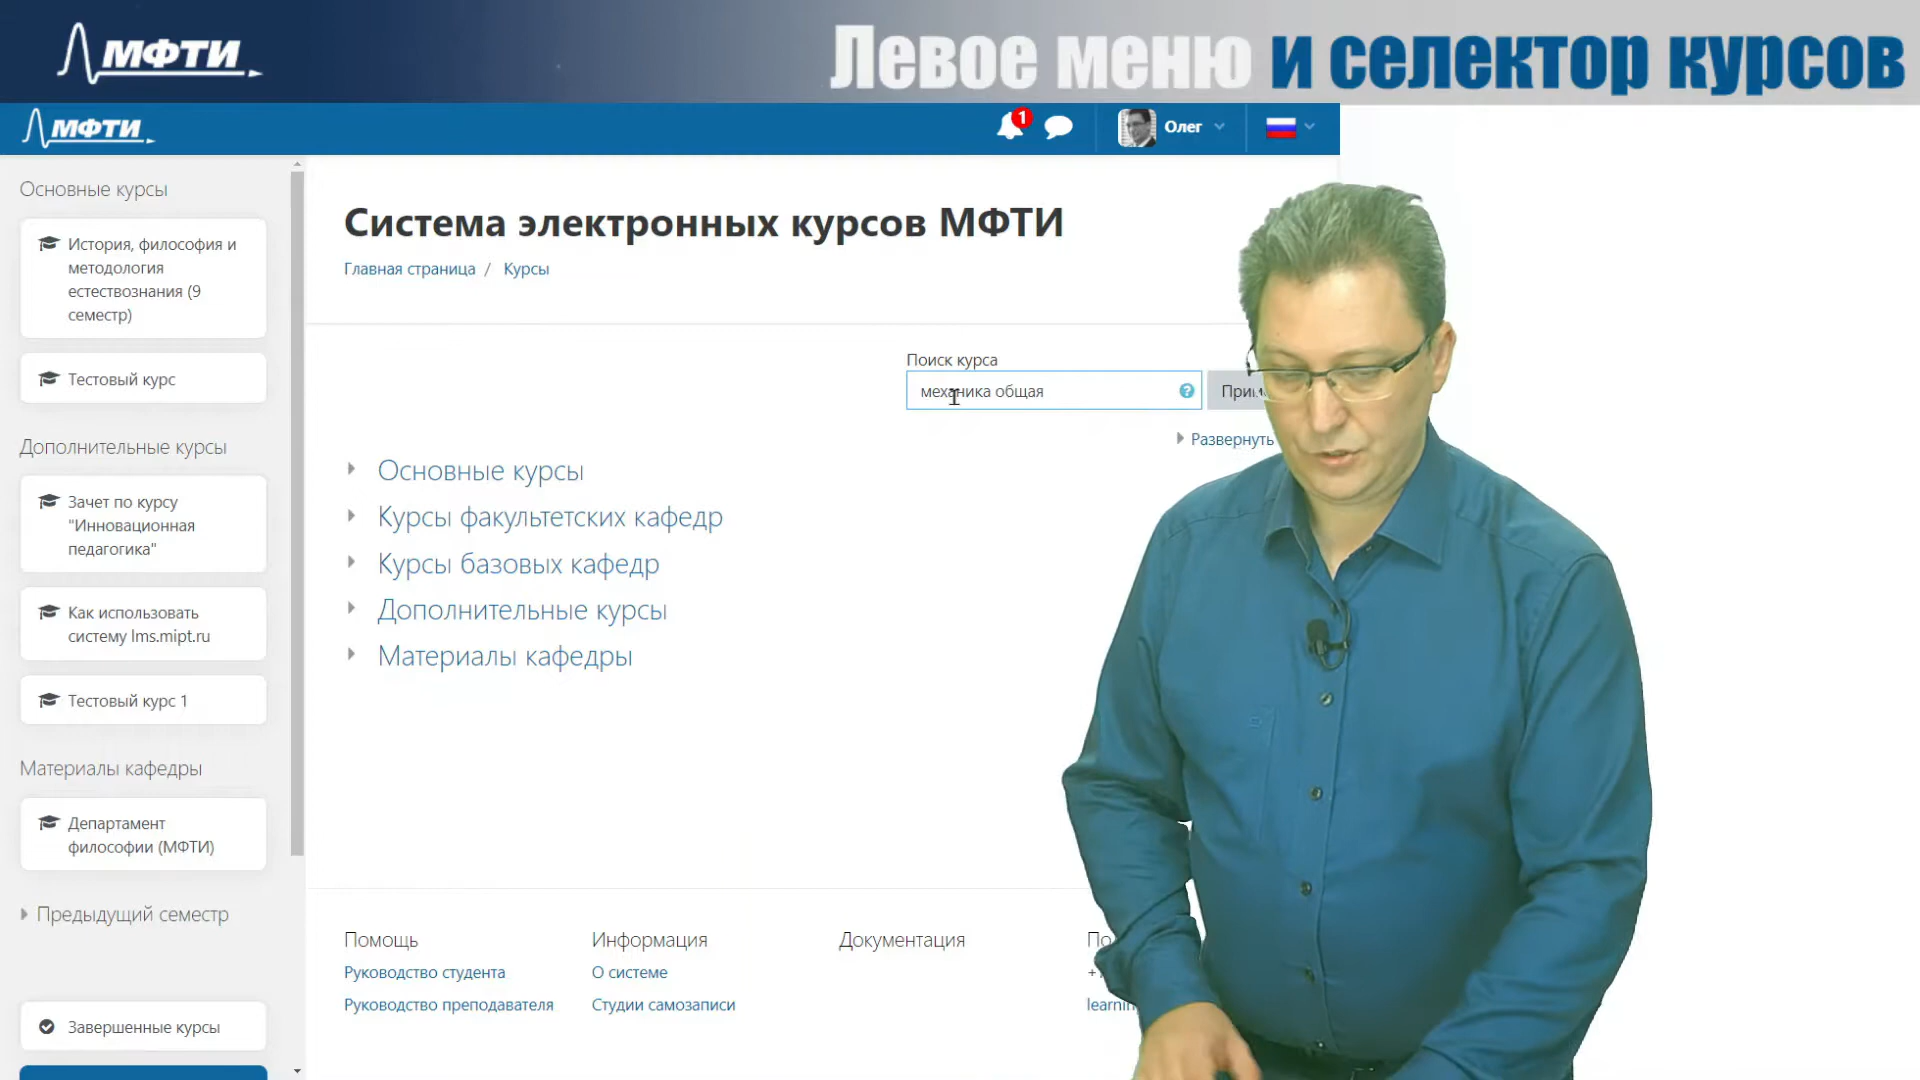 МФТИ
Левое меню и селектор курсов
МФТИ
1
Олег
Основные курсы
История, философия и
методология
естествознания (9
семестр)
Тестовый курс
Дополнительные курсы
Зачет по курсу
"Инновационная
педагогика"
Как использовать
систему lms.mipt.ru
Тестовый курс 1
Материалы кафедры
Департамент
философии (МФТИ)
Предыдущий семестр
Завершенные курсы
Система электронных курсов МФТИ
Главная страница / Курсы
Поиск курса
механика общая
Развернуть
Основные курсы
Курсы факультетских кафедр
Курсы базовых кафедр
Дополнительные курсы
Материалы кафедры
Помощь
Руководство студента
Руководство преподавателя
Информация
О системе
Студии самозаписи
Документация